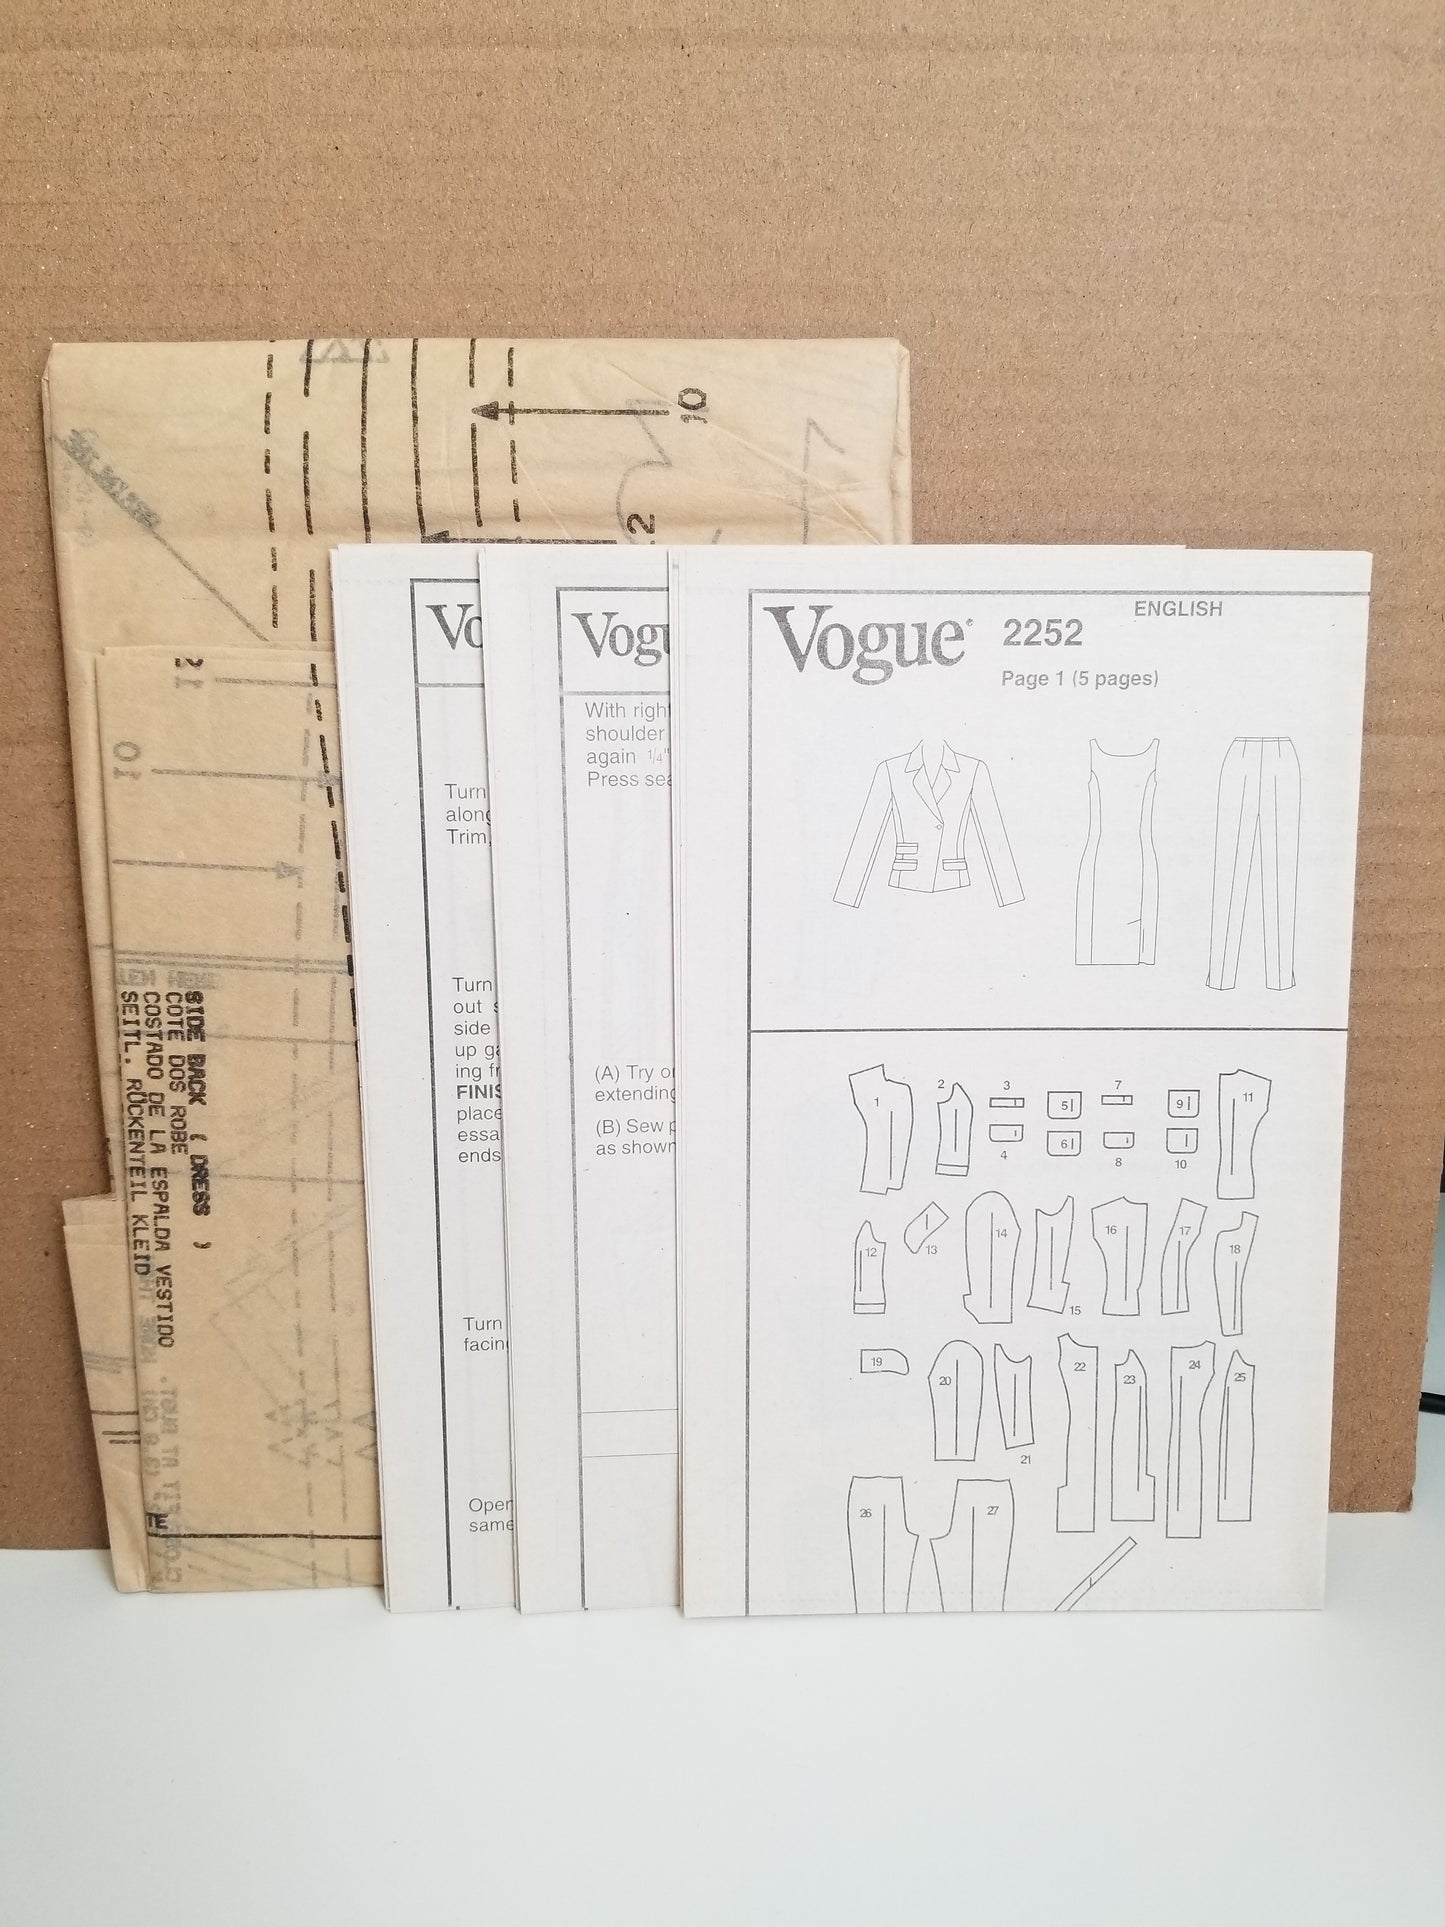 10
12
21
10
SIDE BACK ( DRESS )
COTE DOS ROBE
COSTADO DE LA ESPALDA VESTIDO
SEITL. RÜCKENTEIL KLEID
Vo
Turn
along
Trim,
Turn
out s
side
up ga
ing fr
FINIS
place
essa
ends
Turn
facing
Open
same
Vogu
With right
shoulder
again 1/4"
Press sea
(A) Try on
extending
(B) Sew p
as shown
Vogue® 2252 ENGLISH
Page 1 (5 pages)
1 2 3 4 5 6 7 8 9 10 11
12 13 14 15 16 17 18
19 20 21 22 23 24 25
26 27